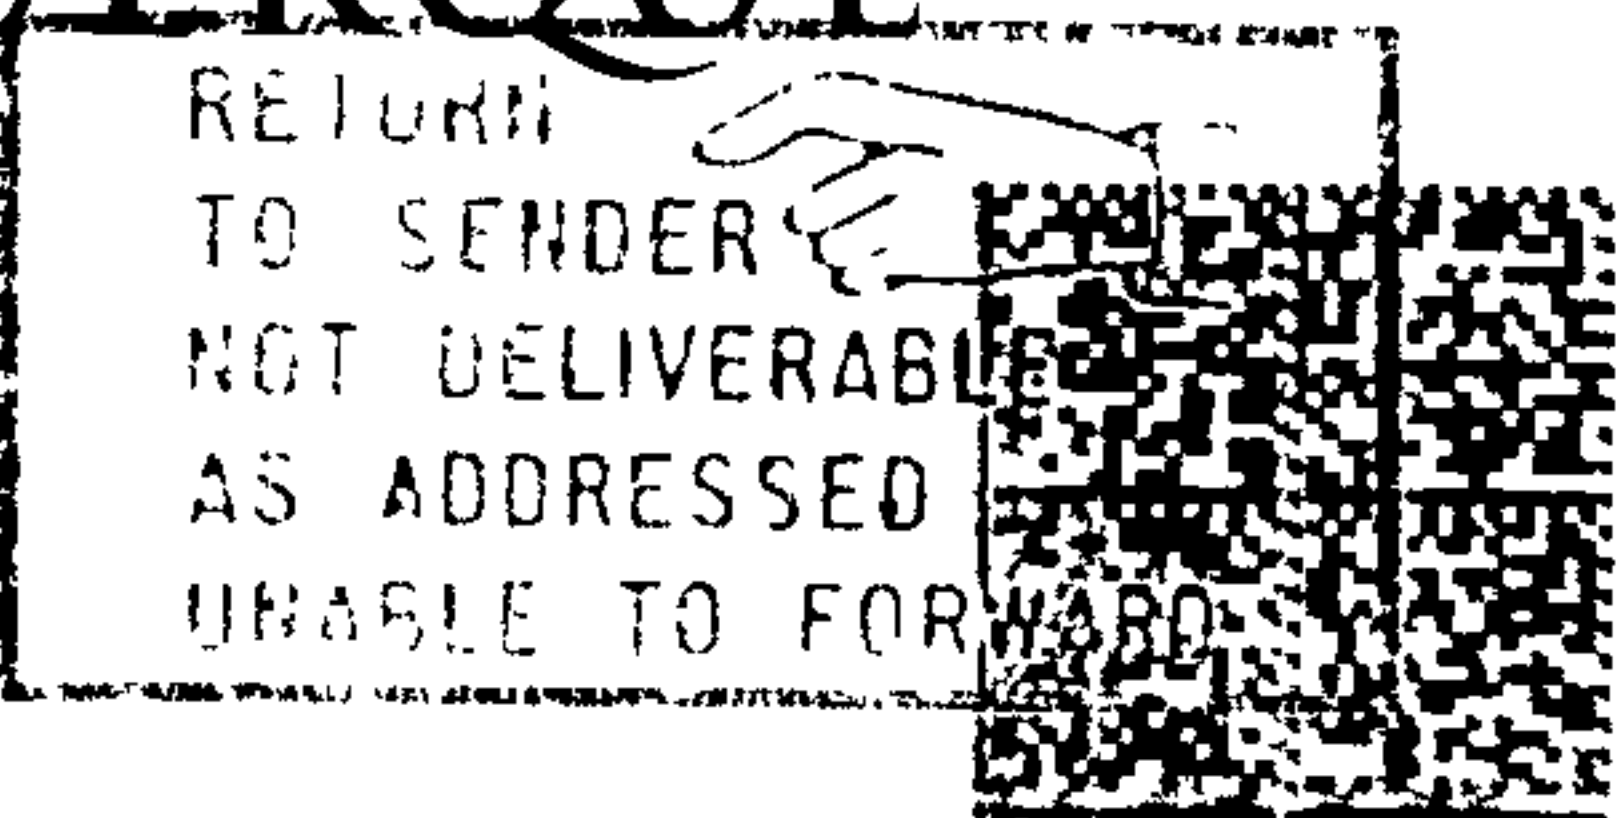 RETURN
TO SENDER
NOT DELIVERABLE
AS ADDRESSED
UNABLE TO FORWARD